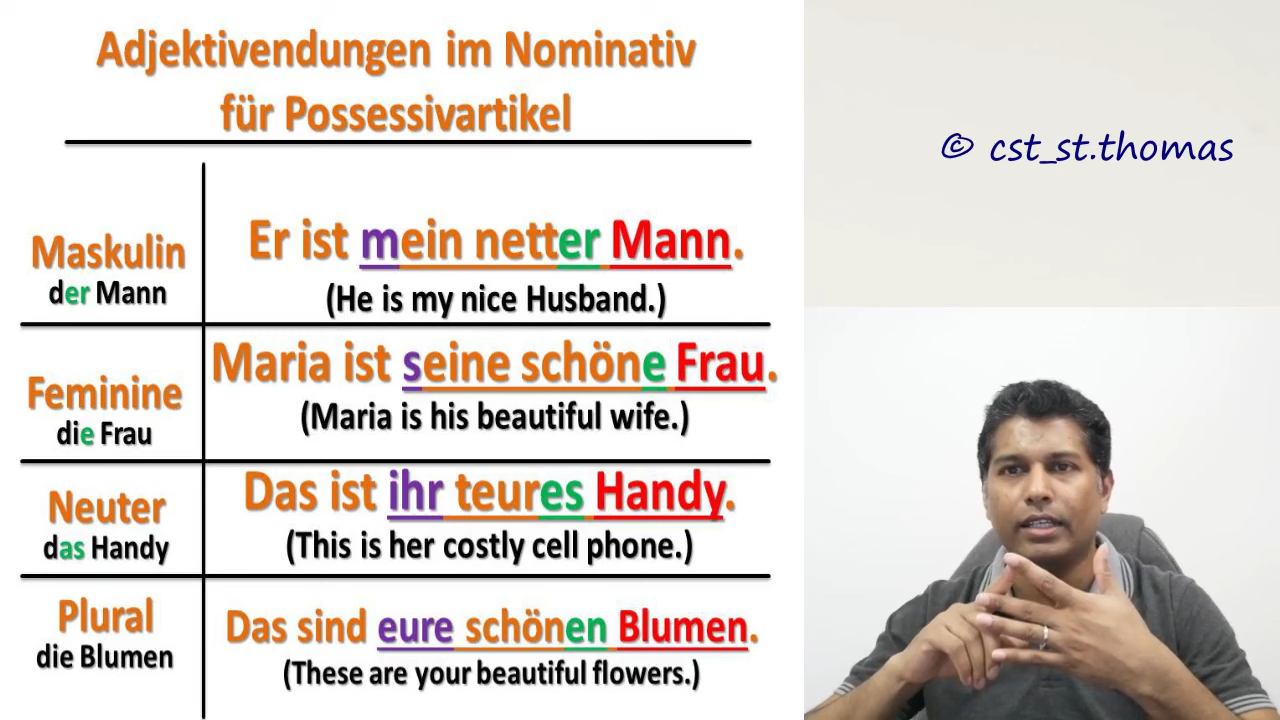 Adjektivendungen im Nominativ
für Possessivartikel
© cst_st.thomas
Maskulin
der Mann
Er ist mein netter Mann.
(He is my nice Husband.)
Feminine
die Frau
Maria ist seine schöne Frau.
(Maria is his beautiful wife.)
Neuter
das Handy
Das ist ihr teures Handy.
(This is her costly cell phone.)
Plural
die Blumen
Das sind eure schönen Blumen.
(These are your beautiful flowers.)